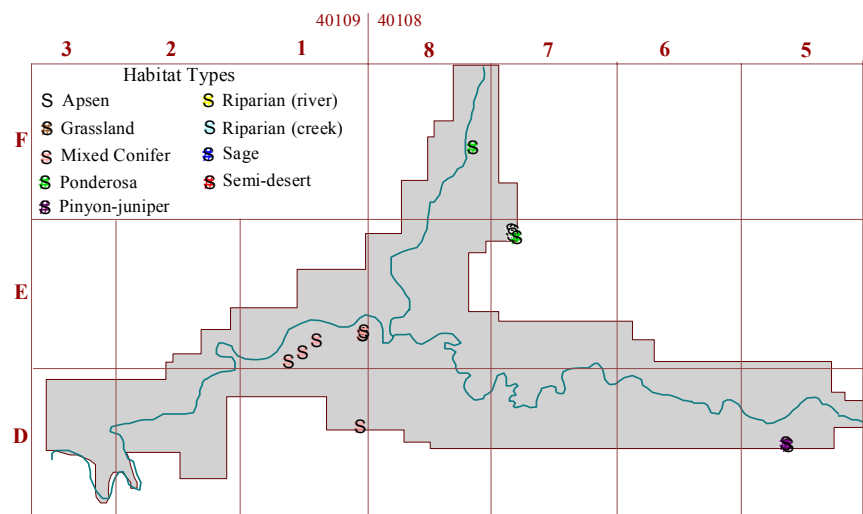 40109 40108
3 2 1 8 7 6 5
Habitat Types
S Apsen S Riparian (river)
S Grassland S Riparian (creek)
S Mixed Conifer S Sage
S Ponderosa S Semi-desert
S Pinyon-juniper
F
S
S
S
E
S
S
S
S
D
S
S